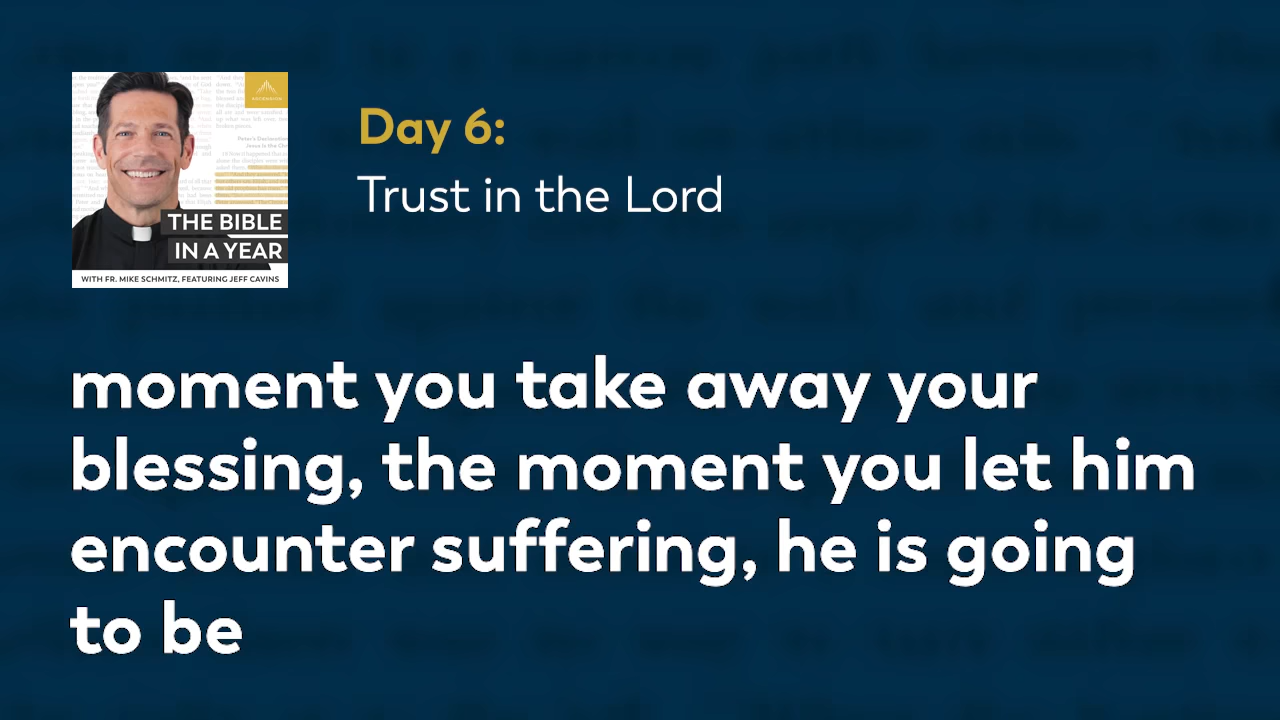 ASCENSION
THE BIBLE
IN A YEAR
WITH FR. MIKE SCHMITZ, FEATURING JEFF CAVINS
Day 6:
Trust in the Lord
moment you take away your
blessing, the moment you let him
encounter suffering, he is going
to be